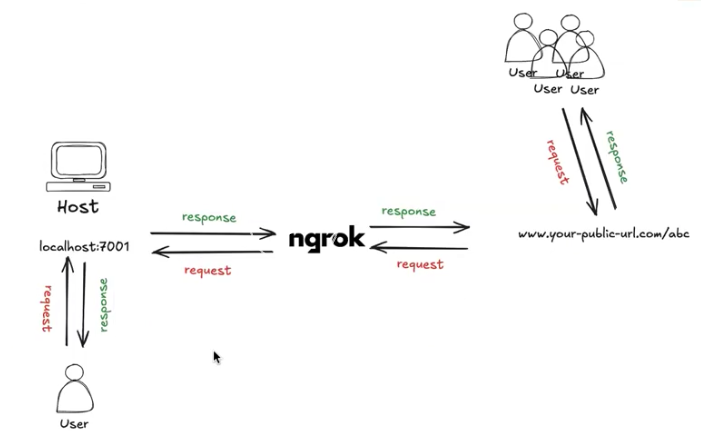 User User
User User
request
response
Host
response
response
ngrok
www.your-public-url.com/abc
localhost:7001
request
request
request
response
User